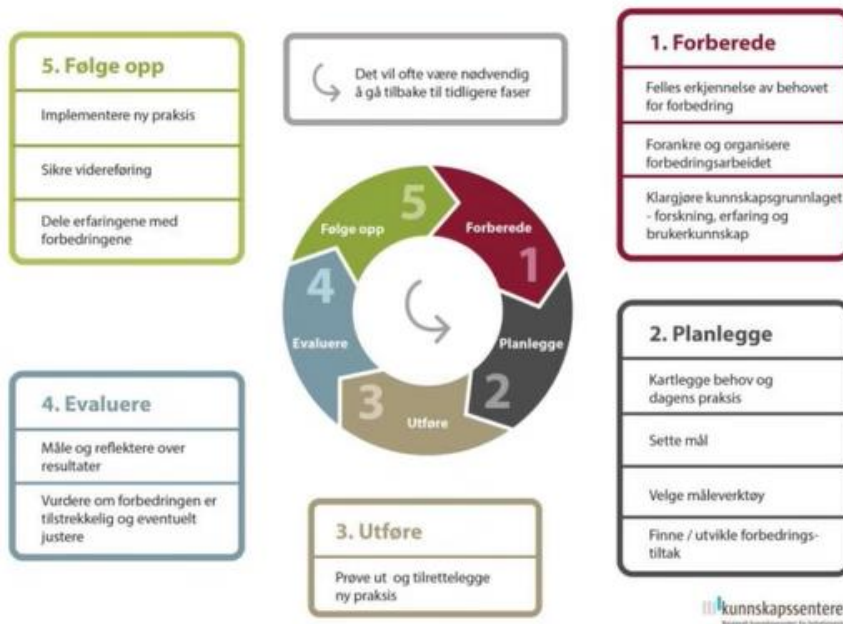 5. Følge opp
Implementere ny praksis
Sikre videreføring
Dele erfaringene med
forbedringene
Det vil ofte være nødvendig
å gå tilbake til tidligere faser
1. Forberede
Felles erkjennelse av behovet
for forbedring
Forankre og organisere
forbedringsarbeidet
Klargjøre kunnskapsgrunnlaget
- forskning, erfaring og
brukerkunnskap
5
Følge opp
Forberede
1
4
Evaluere
Planlegge
2
3
Utføre
2. Planlegge
Kartlegge behov og
dagens praksis
Sette mål
Velge måleverktøy
Finne / utvikle forbedrings-
tiltak
4. Evaluere
Måle og reflektere over
resultater
Vurdere om forbedringen er
tilstrekkelig og eventuelt
justere
3. Utføre
Prøve ut og tilrettelegge
ny praksis
kunnskapssentere